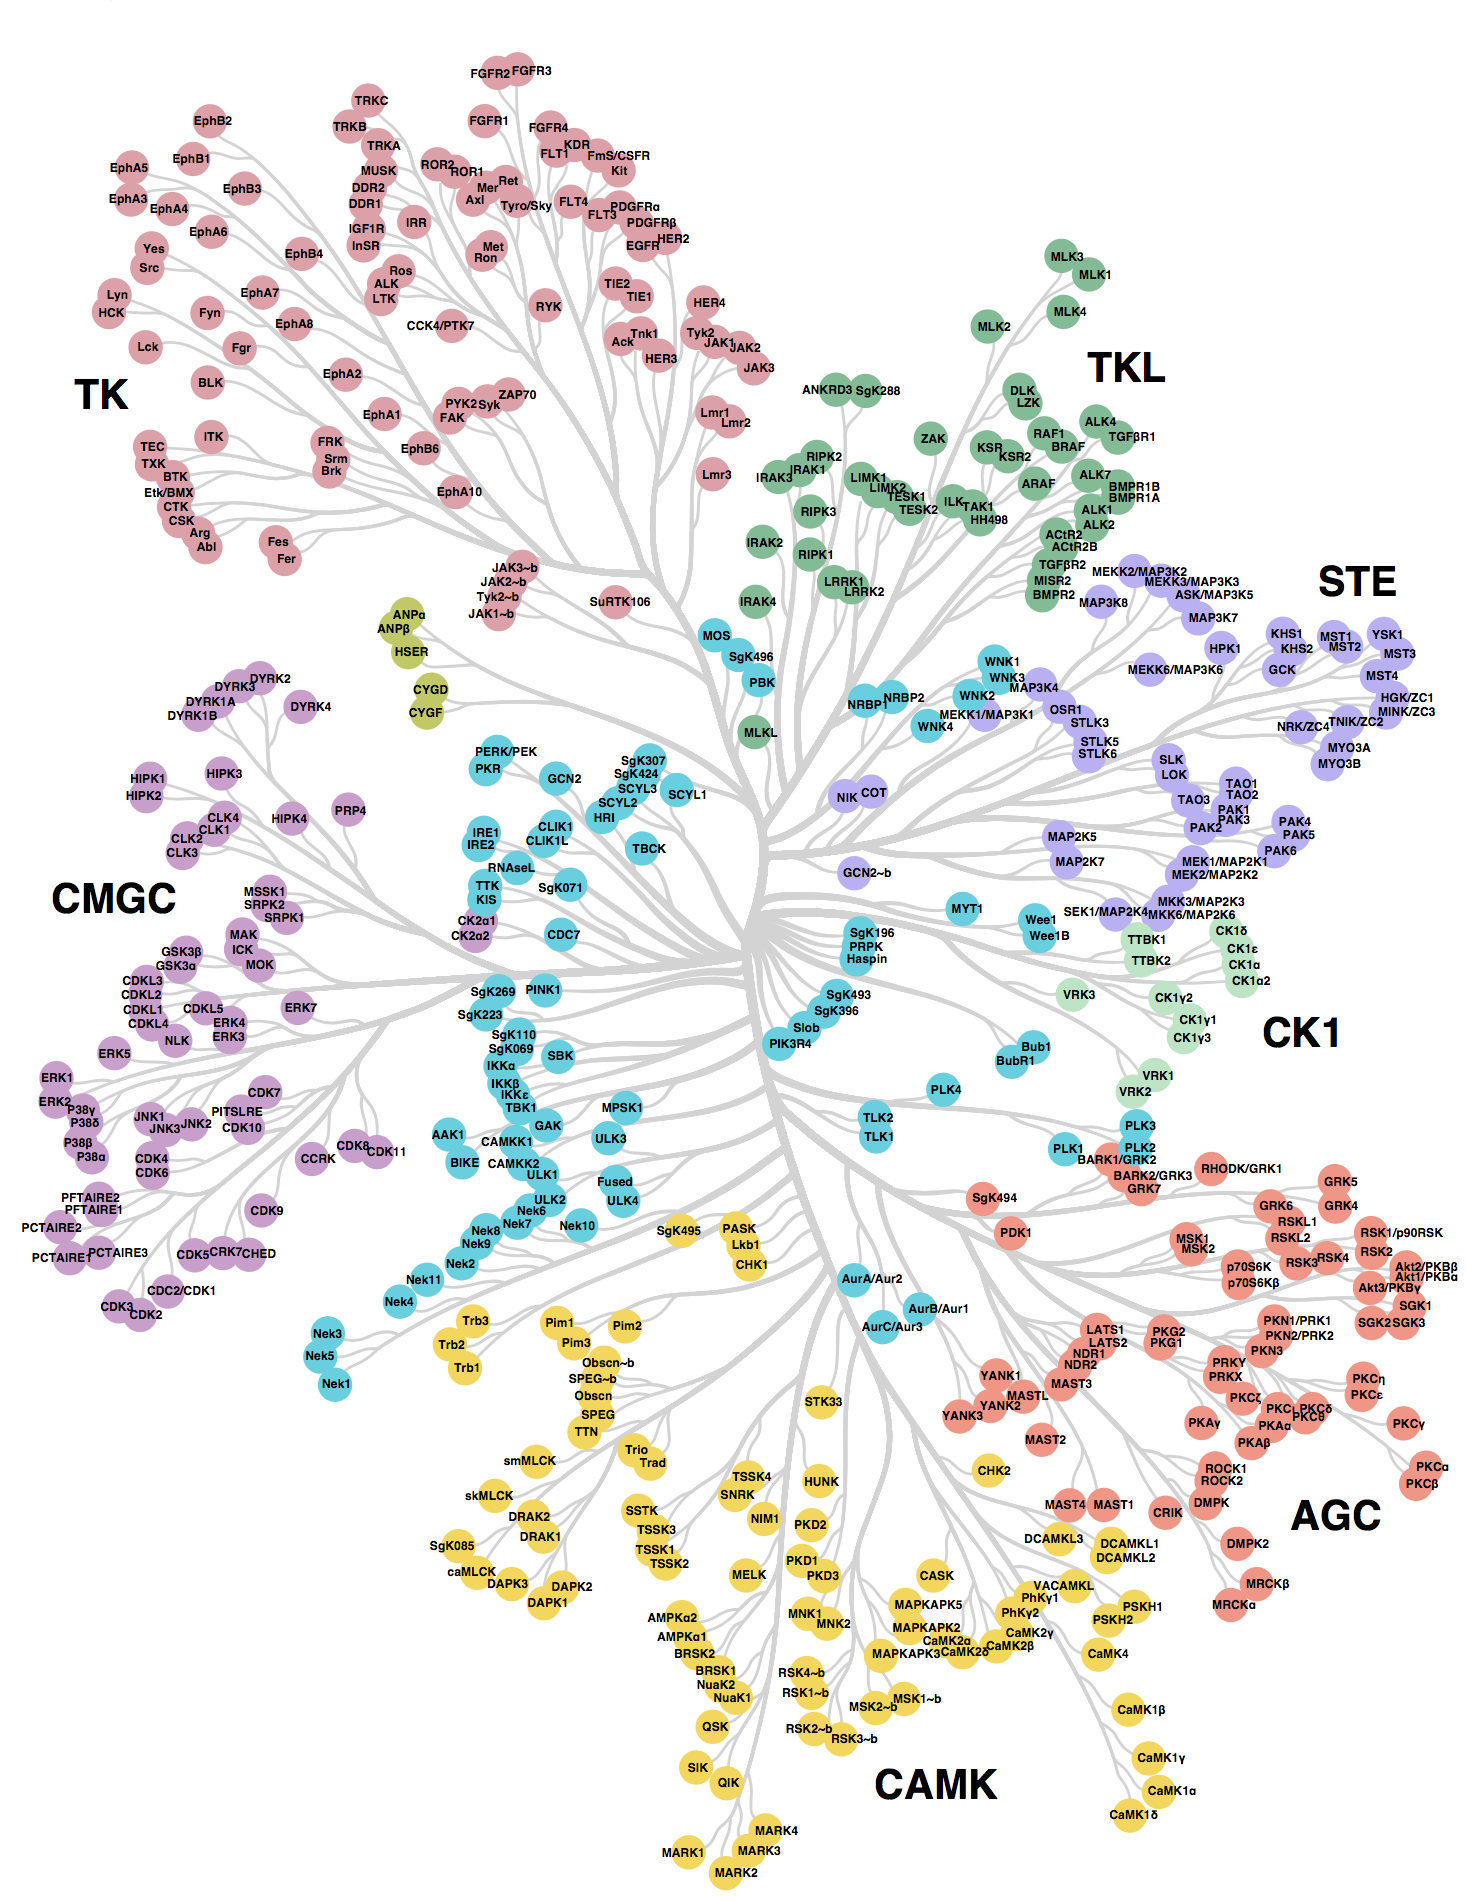 FGFR2
FGFR3
TRKC
TRKB
TRKA
EphB2
FGFR1
FGFR4
KDR
FLT1
FmS/CSFR
Kit
EphB1
EphA5
MUSK
ROR2
ROR1
Ret
Mer
Axl
Tyro/Sky
DDR2
DDR1
EphB3
EphA3
EphA4
FLT4
FLT3
PDGFRα
PDGFRβ
EGFR
HER2
IGF1R
InSR
IRR
EphA6
Yes
Src
EphB4
Met
Ron
Ros
ALK
LTK
TIE2
TIE1
Lyn
HCK
EphA7
Fyn
EphA8
CCK4/PTK7
RYK
HER4
Tyk2
JAK1
JAK2
JAK3
Ack
Tnk1
HER3
Lck
Fgr
BLK
EphA2
TK
EphA1
PYK2
Syk
ZAP70
FAK
Lmr1
Lmr2
Lmr3
ITK
TEC
TXK
BTK
Etk/BMX
CTK
CSK
Arg
Abl
FRK
Srm
Brk
EphB6
EphA10
Fes
Fer
JAK3~b
JAK2~b
Tyk2~b
JAK1~b
SuRTK106
MLK3
MLK1
MLK4
MLK2
TKL
ANKRD3
SgK288
DLK
LZK
ZAK
KSR
KSR2
RAF1
BRAF
ARAF
ALK4
TGFβR1
IRAK3
IRAK1
RIPK2
LIMK1
LIMK2
TESK1
TESK2
ILK
TAK1
HH498
ALK7
BMPR1B
BMPR1A
ALK1
ALK2
RIPK3
IRAK2
RIPK1
ACtR2
ACtR2B
TGFβR2
MISR2
BMPR2
LRRK1
LRRK2
IRAK4
MLKL
STE
MEKK2/MAP3K2
MEKK3/MAP3K3
ASK/MAP3K5
MAP3K8
MAP3K7
HPK1
MEKK6/MAP3K6
KHS1
KHS2
GCK
MST1
MST2
YSK1
MST3
MST4
HGK/ZC1
MINK/ZC3
TNIK/ZC2
NRK/ZC4
MYO3A
MYO3B
ANPα
ANPβ
HSER
CYGD
CYGF
MOS
SgK496
PBK
WNK1
WNK3
WNK2
WNK4
NRBP1
NRBP2
MAP3K4
MEKK1/MAP3K1
OSR1
STLK3
STLK5
STLK6
SLK
LOK
TAO3
TAO1
TAO2
PAK1
PAK3
PAK2
PAK4
PAK5
PAK6
NIK
COT
MAP2K5
MAP2K7
GCN2~b
MEK1/MAP2K1
MEK2/MAP2K2
MKK3/MAP2K3
MKK6/MAP2K6
SEK1/MAP2K4
DYRK2
DYRK3
DYRK1A
DYRK1B
DYRK4
HIPK1
HIPK2
HIPK3
HIPK4
PRP4
CLK4
CLK1
CLK2
CLK3
CMGC
MSSK1
SRPK2
SRPK1
MAK
ICK
MOK
GSK3β
GSK3α
CDKL3
CDKL2
CDKL1
CDKL4
CDKL5
ERK7
ERK4
ERK3
NLK
ERK5
ERK1
ERK2
P38γ
P38δ
P38β
P38α
JNK1
JNK3
JNK2
CDK7
PITSLRE
CDK10
CDK4
CDK6
CCRK
CDK8
CDK11
PFTAIRE2
PFTAIRE1
PCTAIRE2
PCTAIRE1
PCTAIRE3
CDK9
CDK5
CRK7
CHED
CDC2/CDK1
CDK3
CDK2
PERK/PEK
PKR
GCN2
SgK307
SgK424
SCYL3
SCYL2
SCYL1
HRI
TBCK
IRE1
IRE2
CLIK1
CLIK1L
RNAseL
SgK071
TTK
KIS
CK2α1
CK2α2
CDC7
SgK269
PINK1
SgK223
SgK110
SgK069
SBK
IKKα
IKKβ
IKKε
TBK1
MPSK1
GAK
AAK1
BIKE
CAMKK1
CAMKK2
ULK3
ULK1
Fused
ULK4
ULK2
Nek6
Nek7
Nek10
Nek8
Nek9
Nek2
Nek11
Nek4
Nek3
Nek5
Nek1
MYT1
Wee1
Wee1B
SgK196
PRPK
Haspin
SgK493
SgK396
Slob
PIK3R4
Bub1
BubR1
PLK4
TLK2
TLK1
PLK3
PLK2
PLK1
TTBK1
TTBK2
CK1δ
CK1ε
CK1α
CK1α2
VRK3
CK1γ2
CK1γ1
CK1γ3
CK1
VRK1
VRK2
BARK1/GRK2
BARK2/GRK3
GRK7
RHODK/GRK1
GRK5
GRK4
GRK6
SgK494
PDK1
RSKL1
RSKL2
MSK1
MSK2
RSK1/p90RSK
RSK2
RSK3
RSK4
p70S6K
p70S6Kβ
Akt2/PKBβ
Akt1/PKBα
Akt3/PKBγ
SGK1
SGK2
SGK3
PKN1/PRK1
PKN2/PRK2
PKN3
LATS1
LATS2
NDR1
NDR2
MAST3
PKG2
PKG1
PRKY
PRKX
PKCη
PKCε
PKCζ
PKCι
PKCδ
PKCθ
PKCγ
PKAγ
PKAα
PKAβ
PKCα
PKCβ
YANK1
YANK2
YANK3
MASTL
MAST2
MAST4
MAST1
ROCK1
ROCK2
DMPK
CRIK
DMPK2
MRCKβ
MRCKα
AGC
SgK495
PASK
Lkb1
CHK1
AurA/Aur2
AurB/Aur1
AurC/Aur3
Trb3
Trb2
Trb1
Pim1
Pim2
Pim3
Obscn~b
SPEG~b
Obscn
SPEG
TTN
STK33
smMLCK
Trio
Trad
skMLCK
DRAK2
DRAK1
SgK085
caMLCK
DAPK3
DAPK2
DAPK1
TSSK4
SNRK
NIM1
SSTK
TSSK3
TSSK1
TSSK2
HUNK
PKD2
PKD1
PKD3
MELK
MNK1
MNK2
CHK2
DCAMKL3
DCAMKL1
DCAMKL2
CASK
VACAMKL
PhKγ1
PhKγ2
PSKH1
PSKH2
MAPKAPK5
MAPKAPK2
MAPKAPK3
CaMK2α
CaMK2δ
CaMK2β
CaMK2γ
CaMK4
AMPKα2
AMPKα1
BRSK2
BRSK1
NuaK2
NuaK1
RSK4~b
RSK1~b
RSK2~b
RSK3~b
MSK2~b
MSK1~b
QSK
SIK
QIK
CaMK1β
CaMK1γ
CaMK1α
CaMK1δ
CAMK
MARK4
MARK3
MARK1
MARK2